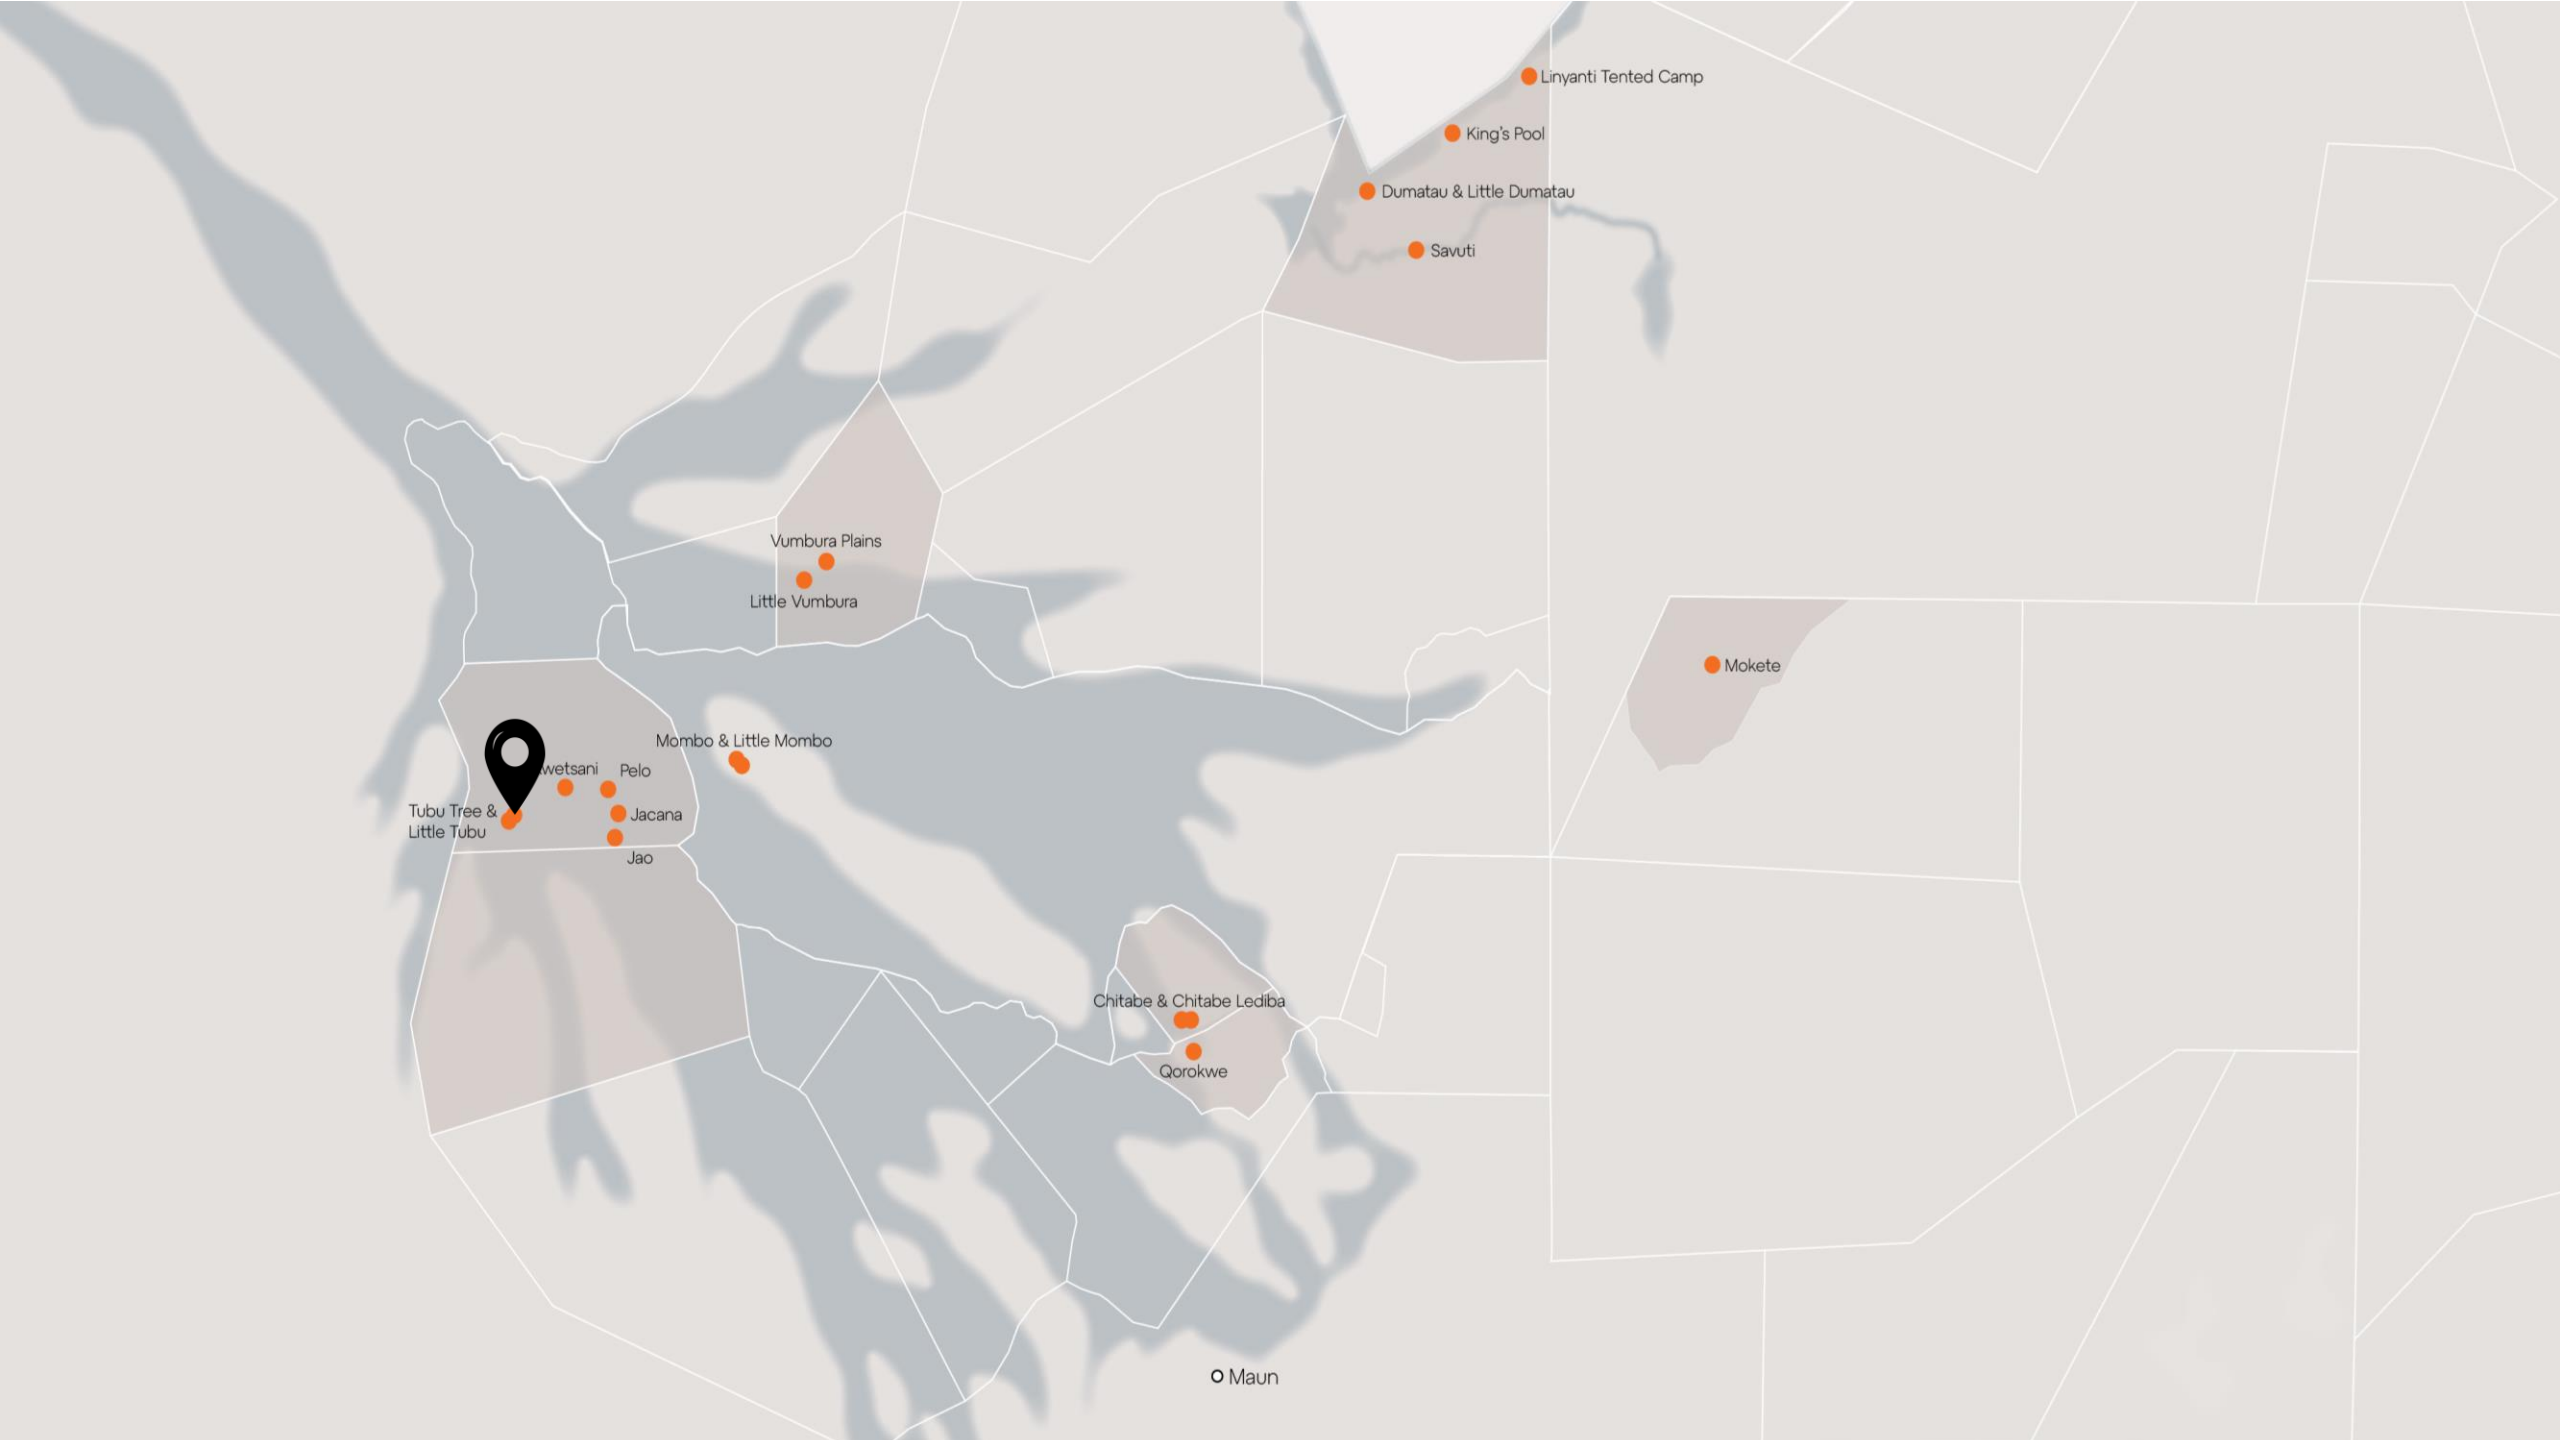 Linyanti Tented Camp
King's Pool
Dumatau & Little Dumatau
Savuti
Vumbura Plains
Little Vumbura
Mokete
Mombo & Little Mombo
wetsani
Pelo
Tubu Tree &
Little Tubu
Jacana
Jao
Chitabe & Chitabe Lediba
Qorokwe
Maun